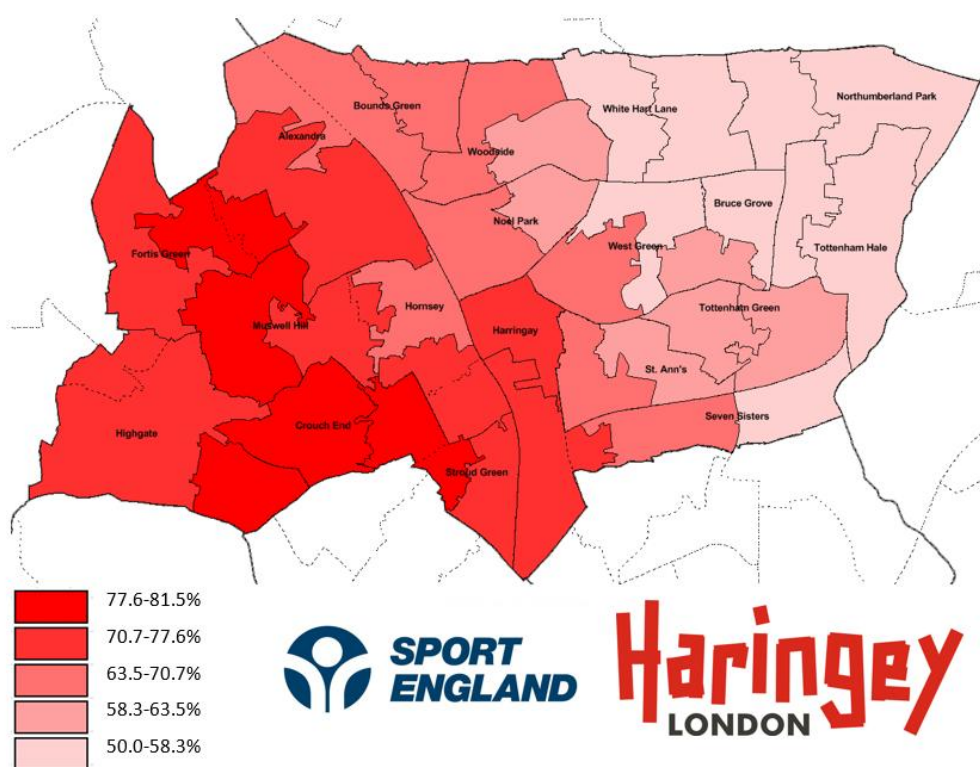 Northumberland Park
White Hart Lane
Bounds Green
Alexandra
Woodside
Bruce Grove
Noel Park
West Green
Tottenham Hale
Fortis Green
Hornsey
Tottenham Green
Muswell Hill
Harringay
St. Ann's
Seven Sisters
Highgate
Crouch End
Stroud Green
77.6-81.5%
70.7-77.6%
63.5-70.7%
58.3-63.5%
50.0-58.3%
SPORT
ENGLAND
Haringey
LONDON